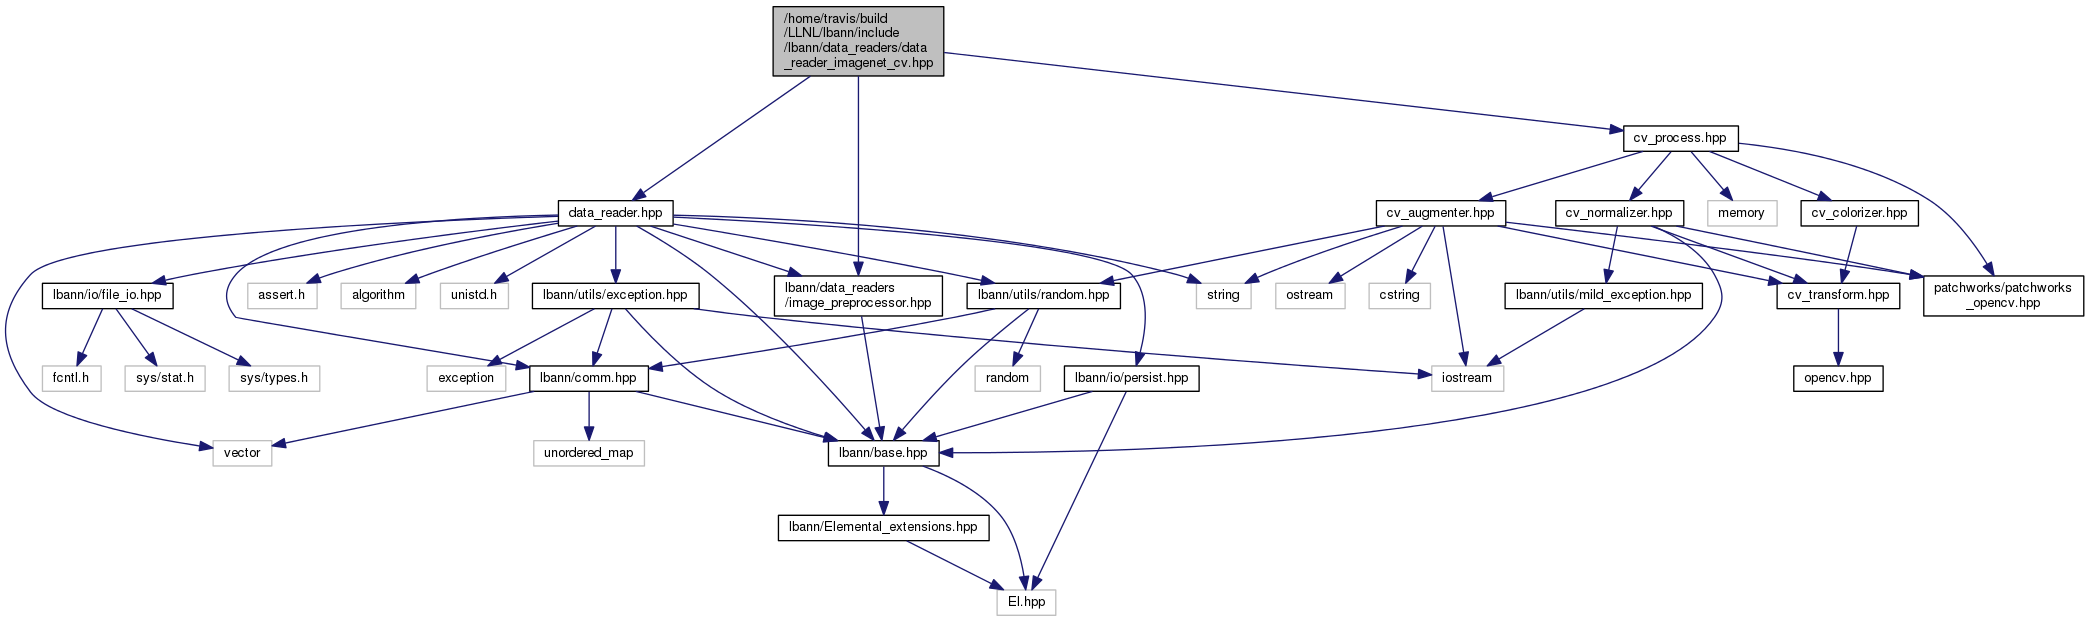 /home/travis/build
/LLNL/lbann/include
/lbann/data_readers/data
_reader_imagenet_cv.hpp
cv_process.hpp
data_reader.hpp
cv_augmenter.hpp
cv_normalizer.hpp
memory
cv_colorizer.hpp
lbann/io/file_io.hpp
assert.h
algorithm
unistd.h
lbann/utils/exception.hpp
lbann/data_readers
/image_preprocessor.hpp
lbann/utils/random.hpp
string
ostream
cstring
lbann/utils/mild_exception.hpp
cv_transform.hpp
patchworks/patchworks
_opencv.hpp
fcntl.h
sys/stat.h
sys/types.h
exception
lbann/comm.hpp
random
lbann/io/persist.hpp
iostream
opencv.hpp
vector
unordered_map
lbann/base.hpp
lbann/Elemental_extensions.hpp
El.hpp